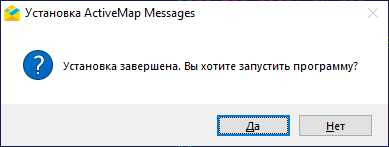 Установка ActiveMap Messages
Установка завершена. Вы хотите запустить программу?
Да
Нет